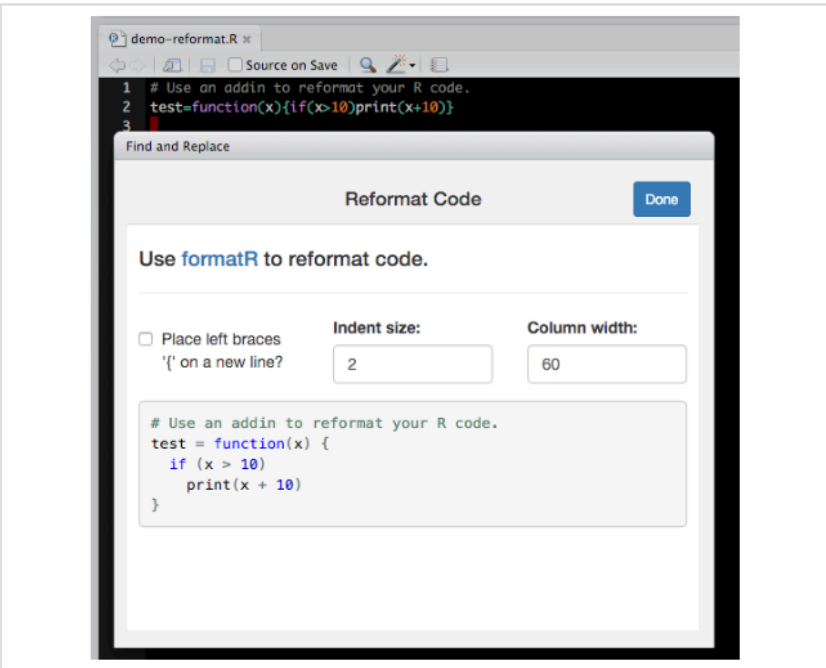 demo-reformat.R
Source on Save
1 # Use an addin to reformat your R code.
2 test=function(x){if(x>10)print(x+10)}
3
Find and Replace
Reformat Code
Done
Use formatR to reformat code.
Place left braces
'{' on a new line?
Indent size:
2
Column width:
60
# Use an addin to reformat your R code.
test = function(x) {
  if (x > 10)
    print(x + 10)
}